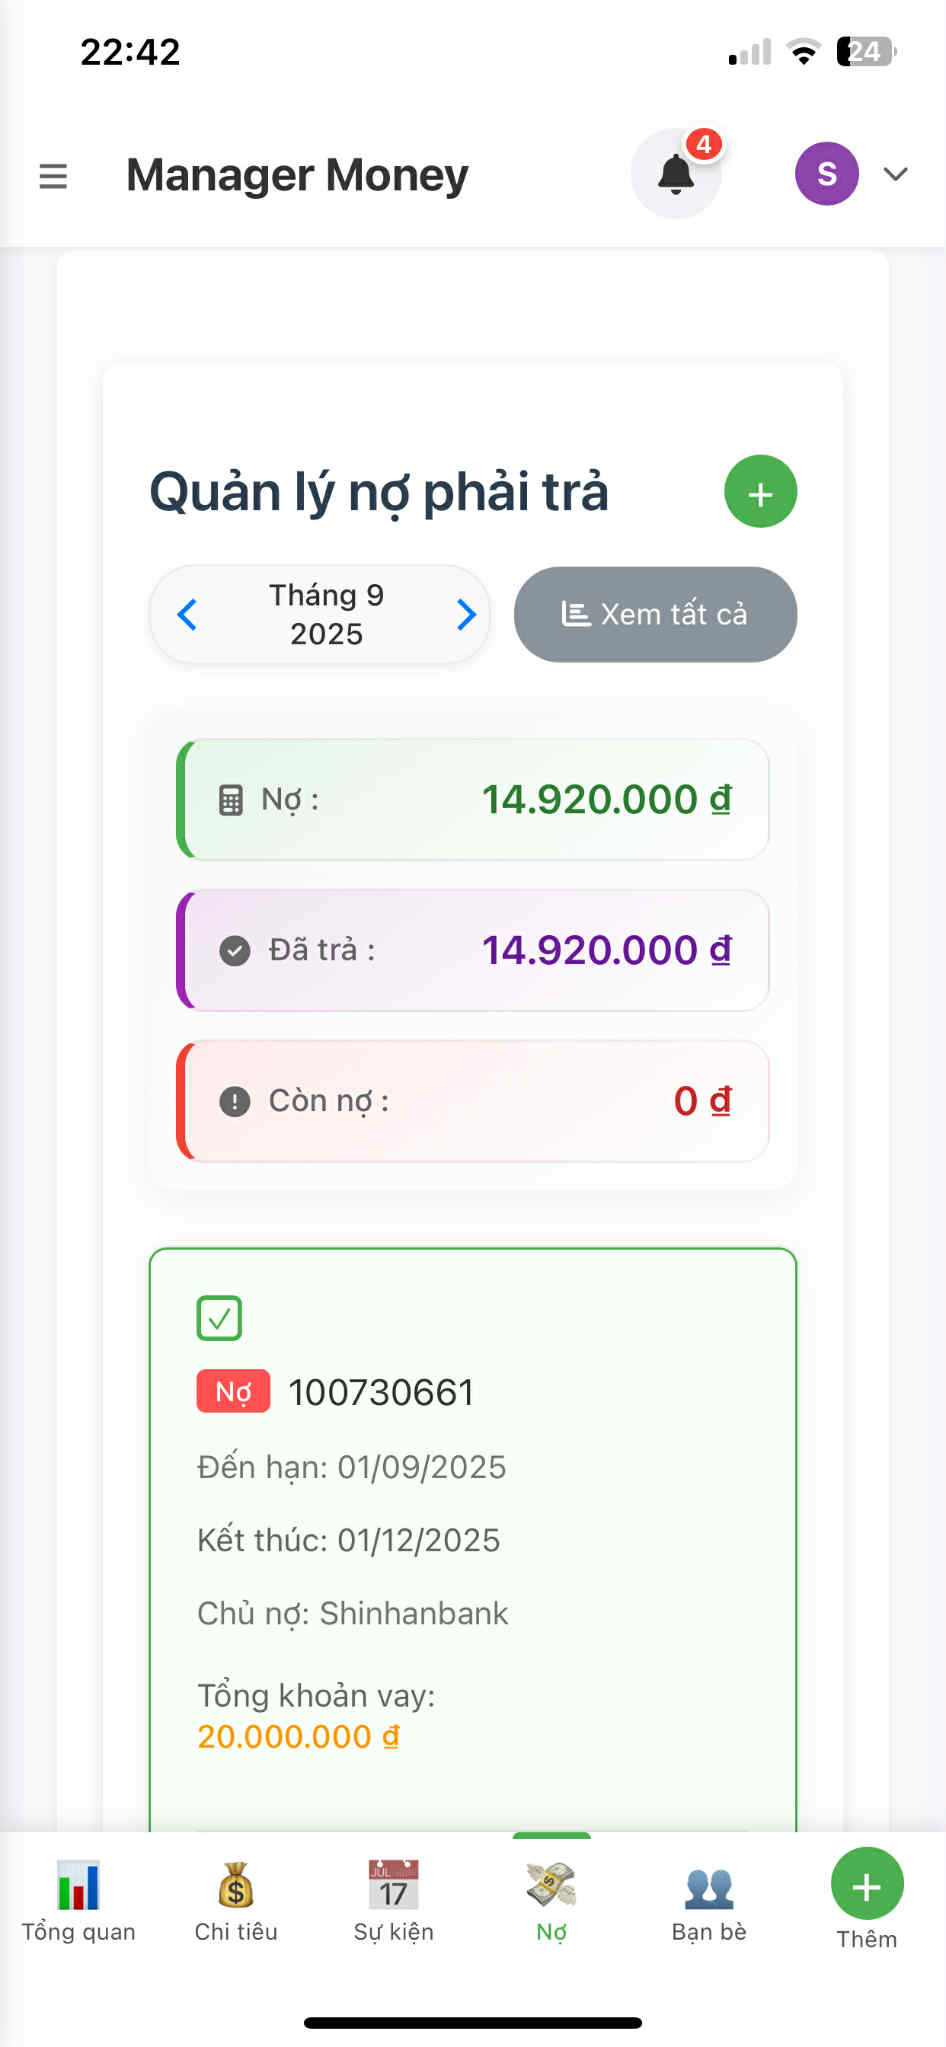 22:42
24
Manager Money
4
S
Quản lý nợ phải trả
+
Tháng 9
2025
Xem tất cả
Nợ :
14.920.000 đ
Đã trả :
14.920.000 đ
Còn nợ :
0 đ
Nợ 100730661
Đến hạn: 01/09/2025
Kết thúc: 01/12/2025
Chủ nợ: Shinhanbank
Tổng khoản vay:
20.000.000 đ
JUL
17
Tổng quan
Chi tiêu
Sự kiện
Nợ
Bạn bè
+
Thêm